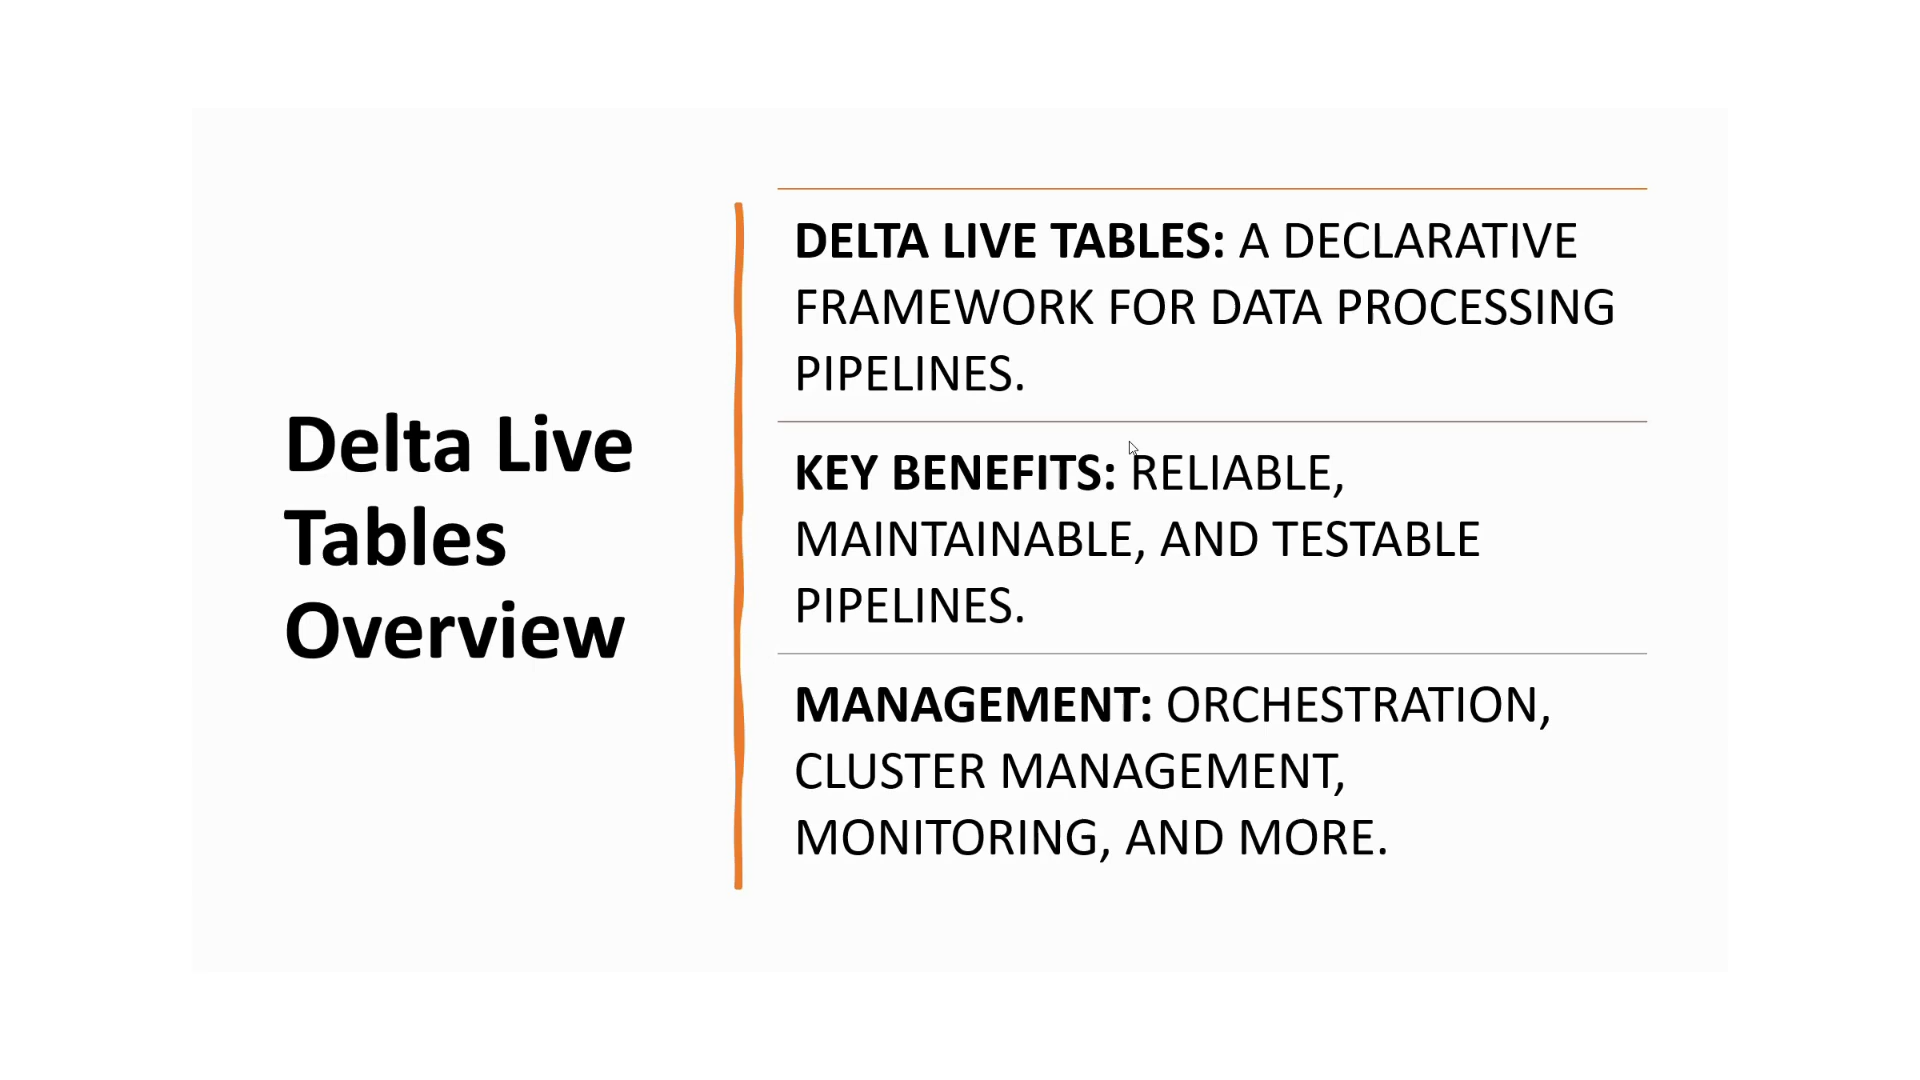 Delta Live
Tables
Overview
DELTA LIVE TABLES: A DECLARATIVE
FRAMEWORK FOR DATA PROCESSING
PIPELINES.
KEY BENEFITS: RELIABLE,
MAINTAINABLE, AND TESTABLE
PIPELINES.
MANAGEMENT: ORCHESTRATION,
CLUSTER MANAGEMENT,
MONITORING, AND MORE.